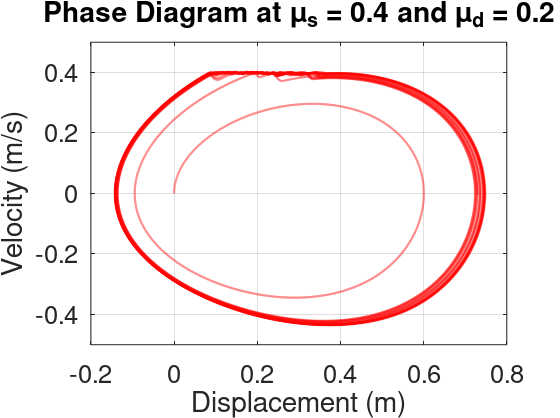 Phase Diagram at μs = 0.4 and μd = 0.2
Velocity (m/s)
0.4
0.2
0
-0.2
-0.4
-0.2 0 0.2 0.4 0.6 0.8
Displacement (m)